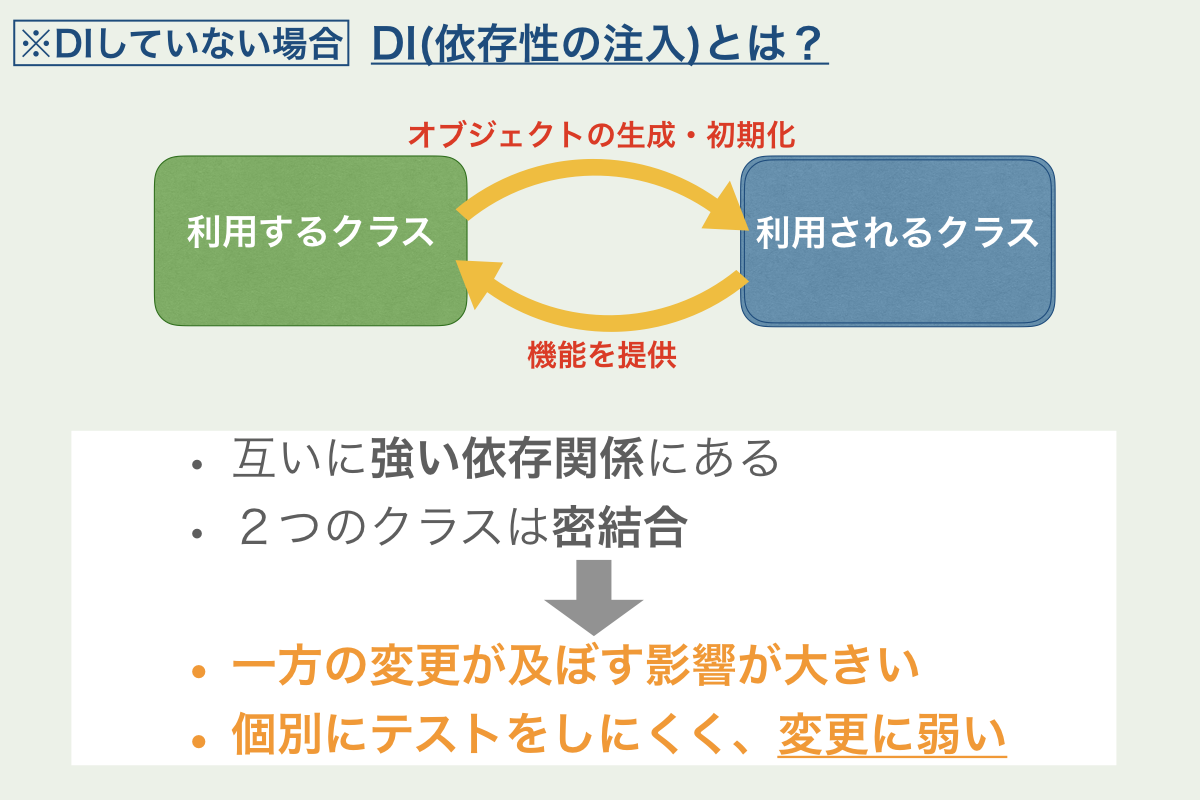 ※DIしていない場合 DI(依存性の注入)とは？
オブジェクトの生成・初期化
利用するクラス 利用されるクラス
機能を提供
• 互いに強い依存関係にある
• ２つのクラスは密結合
• 一方の変更が及ぼす影響が大きい
• 個別にテストをしにくく、変更に弱い